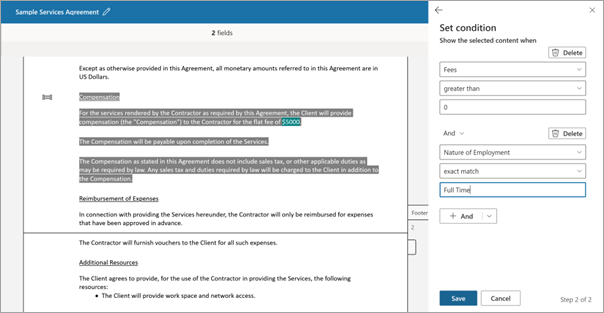 Sample Services Agreement
2 fields
Except as otherwise provided in this Agreement, all monetary amounts referred to in this Agreement are in
US Dollars.
Compensation
For the services rendered by the Contractor as required by this Agreement, the Client will provide
compensation (the "Compensation") to the Contractor for the flat fee of $5000.
The Compensation will be payable upon completion of the Services.
The Compensation as stated in this Agreement does not include sales tax, or other applicable duties as
may be required by law. Any sales tax and duties required by law will be charged to the Client in addition to
the Compensation.
Reimbursement of Expenses
In connection with providing the Services hereunder, the Contractor will only be reimbursed for expenses
that have been approved in advance.
Footer
2
The Contractor will furnish vouchers to the Client for all such expenses.
Additional Resources
The Client agrees to provide, for the use of the Contractor in providing the Services, the following
resources:
• The Client will provide work space and network access.
Set condition
Show the selected content when
Delete
Fees
greater than
0
And
Delete
Nature of Employment
exact match
Full Time
+ And
Save
Cancel
Step 2 of 2